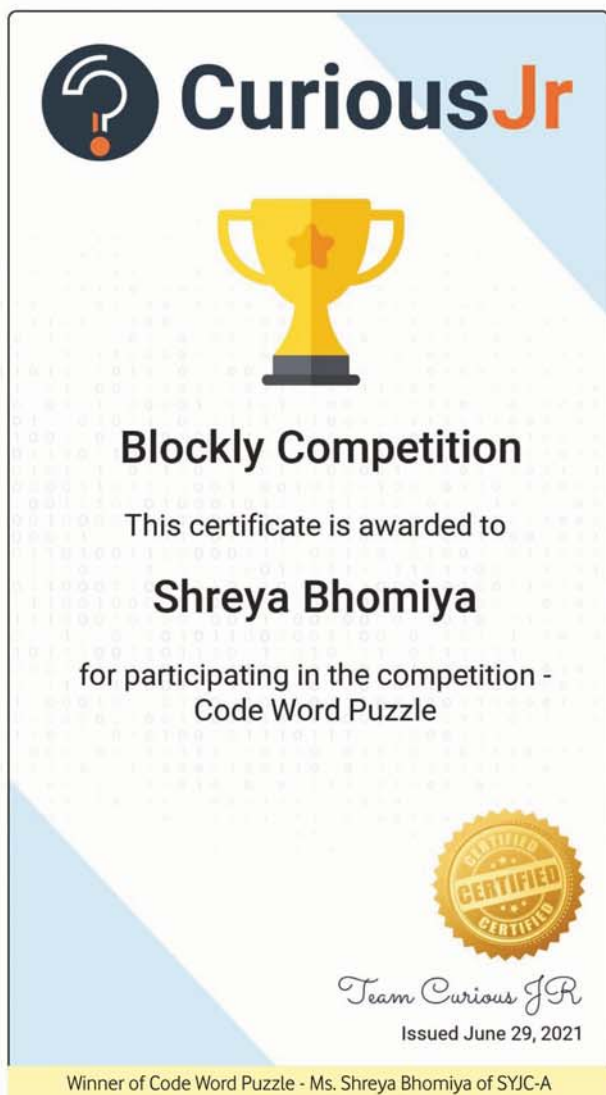 CuriousJr
Blockly Competition
This certificate is awarded to
Shreya Bhomiya
for participating in the competition -
Code Word Puzzle
CERTIFIED
CERTIFIED
CERTIFIED
Team Curious JR
Issued June 29, 2021
Winner of Code Word Puzzle - Ms. Shreya Bhomiya of SYJC-A